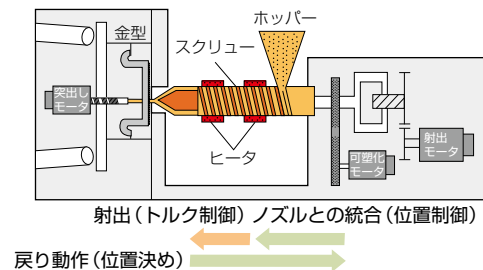 ホッパー
金型
スクリュー
突出し
モータ
射出
モータ
可塑化
モータ
ヒータ
射出(トルク制御) ノズルとの統合(位置制御)
戻り動作(位置決め)